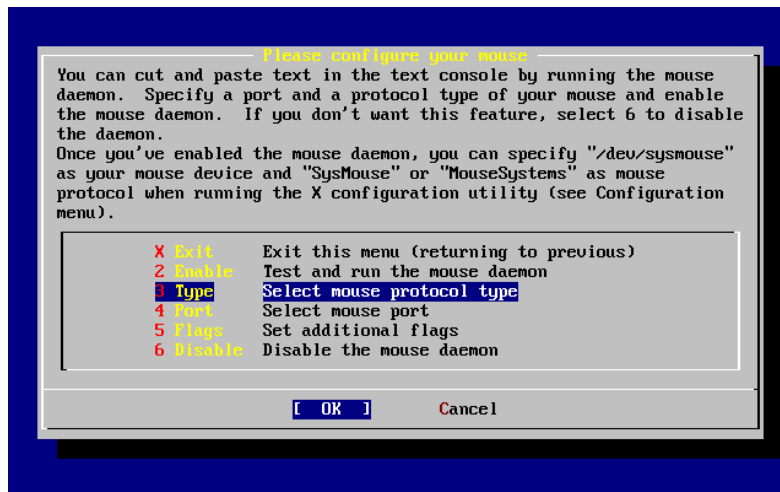 Please configure your mouse
You can cut and paste text in the text console by running the mouse
daemon.  Specify a port and a protocol type of your mouse and enable
the mouse daemon.  If you don't want this feature, select 6 to disable
the daemon.
Once you've enabled the mouse daemon, you can specify "/dev/sysmouse"
as your mouse device and "SysMouse" or "MouseSystems" as mouse
protocol when running the X configuration utility (see Configuration
menu).
X Exit Exit this menu (returning to previous)
2 Enable Test and run the mouse daemon
3 Type Select mouse protocol type
4 Port Select mouse port
5 Flags Set additional flags
6 Disable Disable the mouse daemon
[ OK ] Cancel